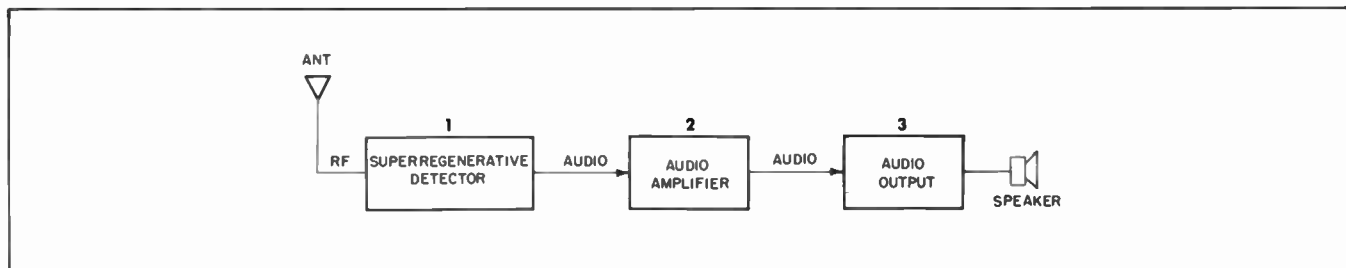 ANT
RF
1
SUPERREGENERATIVE
DETECTOR
AUDIO
2
AUDIO
AMPLIFIER
AUDIO
3
AUDIO
OUTPUT
SPEAKER